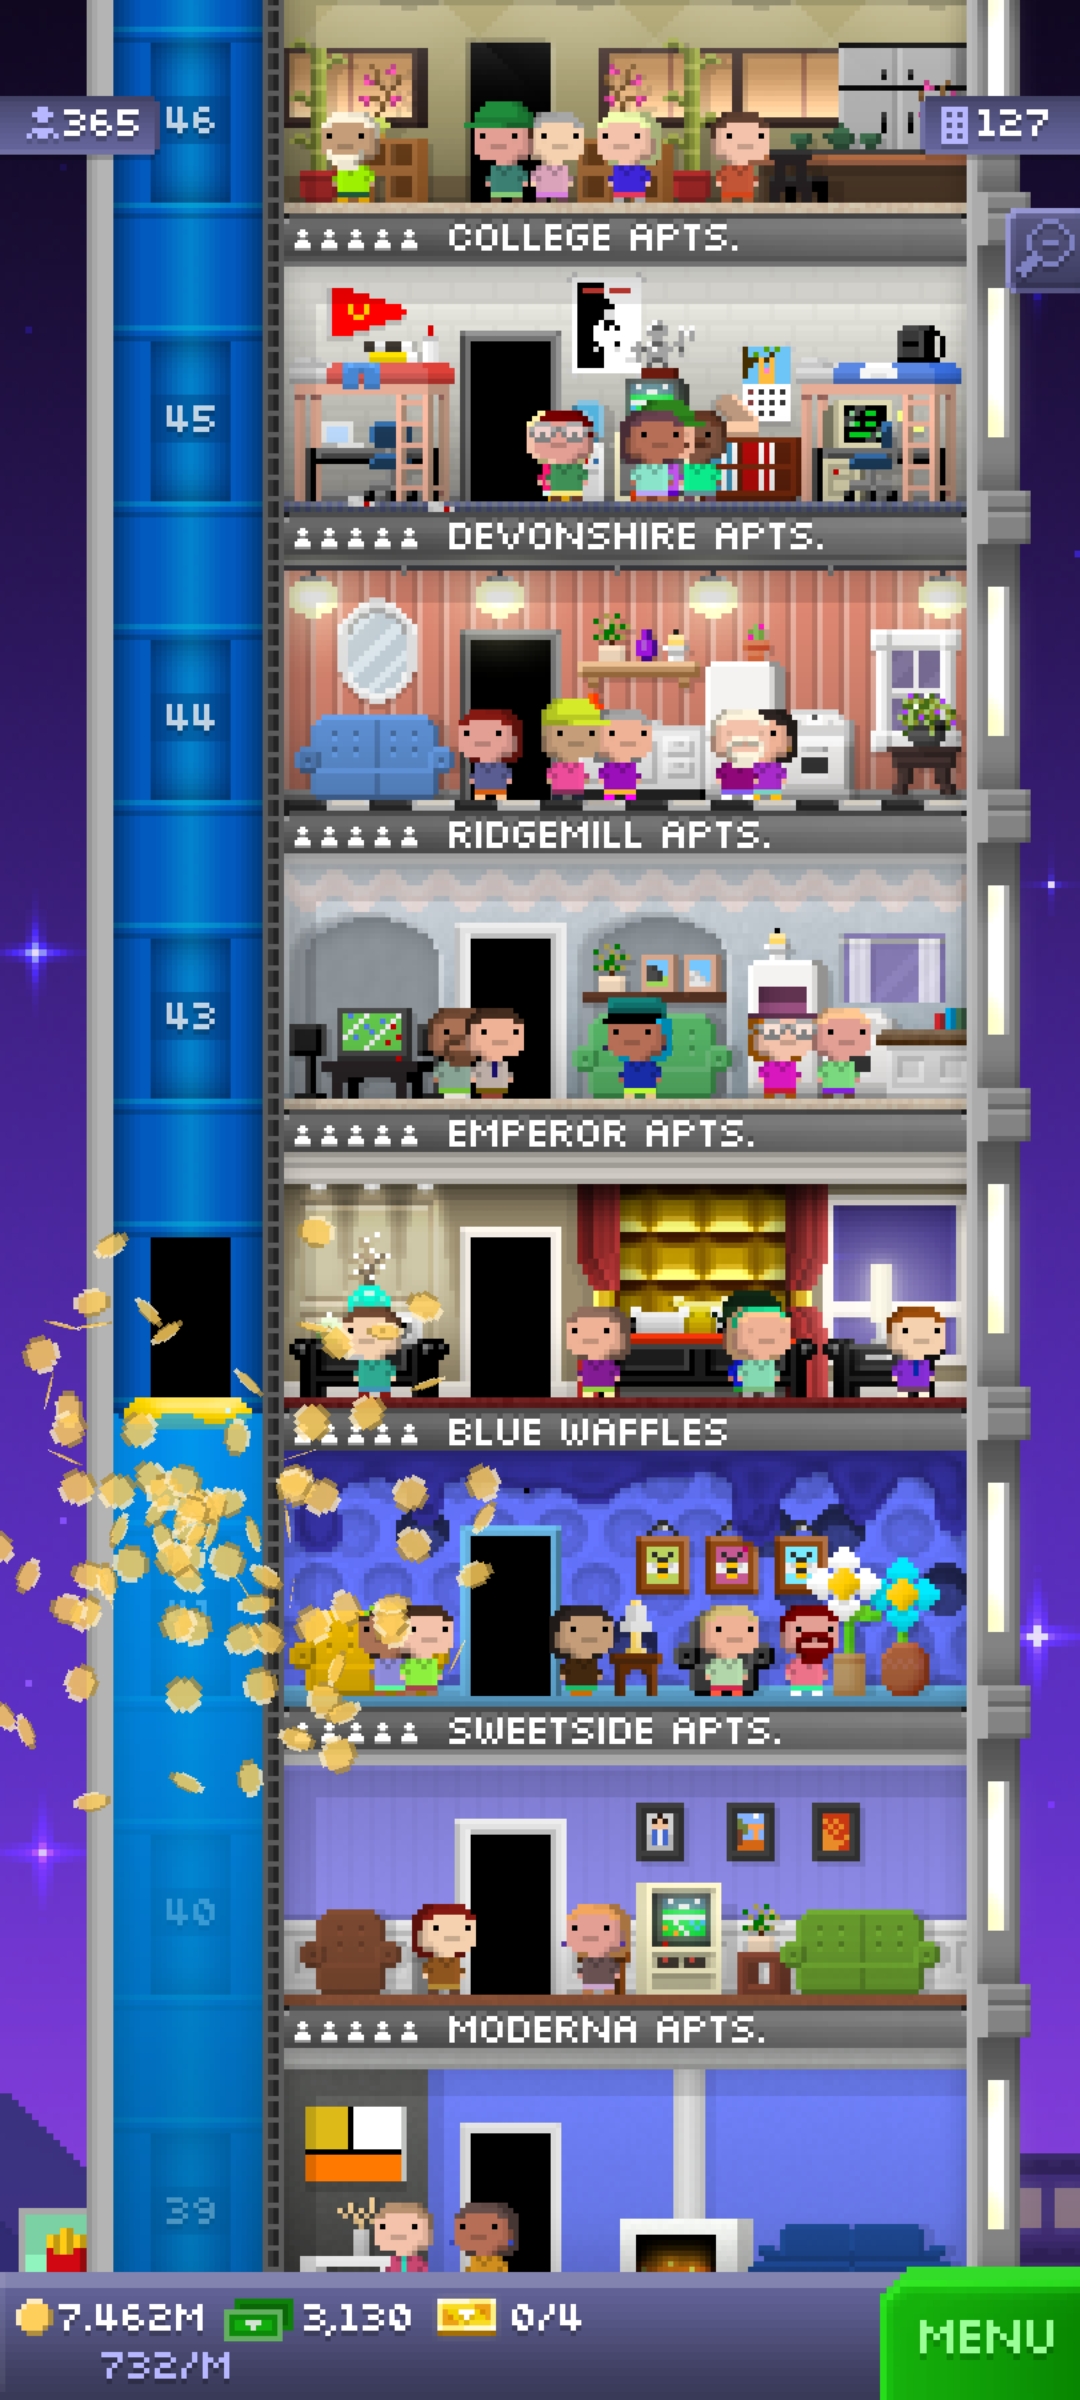 365
46
127
COLLEGE APTS.
45
DEVONSHIRE APTS.
44
RIDGEMILL APTS.
43
EMPEROR APTS.
BLUE WAFFLES
SWEETSIDE APTS.
40
MODERNA APTS.
39
7.462M
3,130
0/4
732/M
MENU